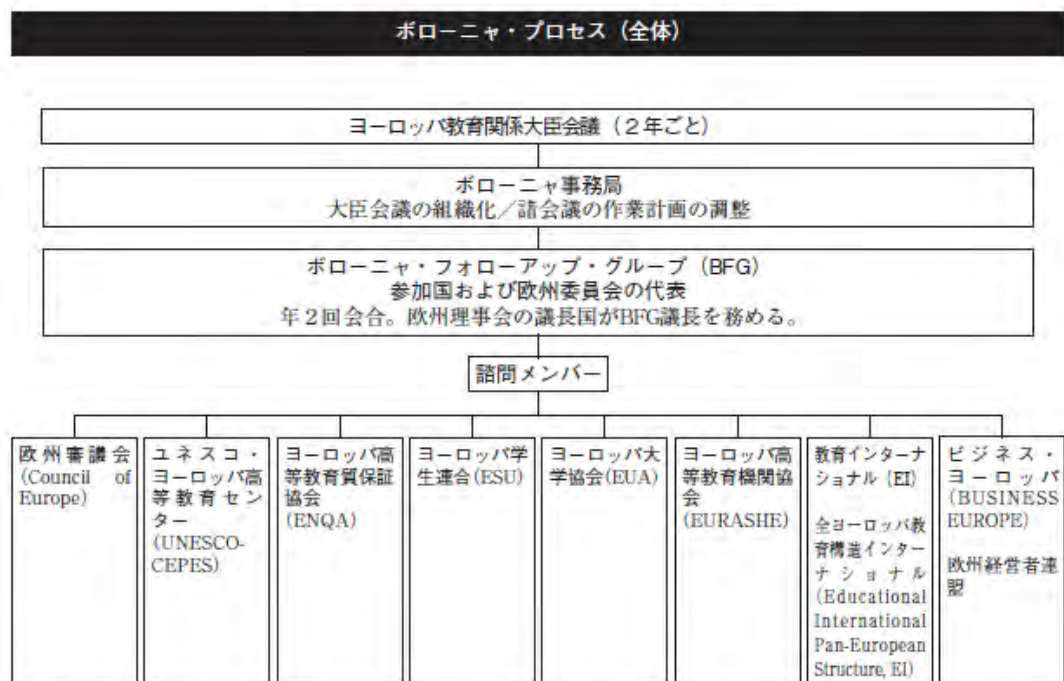 ボローニャ・プロセス（全体）
ヨーロッパ教育関係大臣会議（２年ごと）
ボローニャ事務局
大臣会議の組織化／諸会議の作業計画の調整
ボローニャ・フォローアップ・グループ（BFG）
参加国および欧州委員会の代表
年２回会合。欧州理事会の議長国がBFG議長を務める。
諮問メンバー
欧州審議会
(Council of
Europe)
ユネスコ・
ヨーロッパ高
等教育セン
ター
(UNESCO-
CEPES)
ヨーロッパ高
等教育質保証
協会
(ENQA)
ヨーロッパ学
生連合(ESU)
ヨーロッパ大
学協会(EUA)
ヨーロッパ高
等教育機関協
会
(EURASHE)
教育インターナ
ショナル（EI）
全ヨーロッパ教
育構造インター
ナショナル
(Educational
International
Pan-European
Structure, EI)
ビジネス・
ヨーロッパ
(BUSINESS
EUROPE)
欧州経営者連
盟